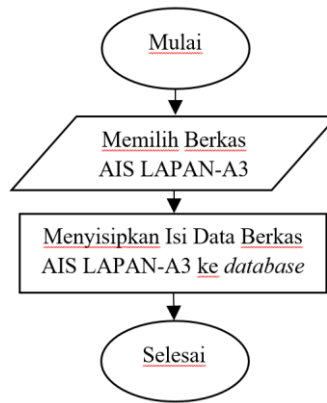 Mulai
Memilih Berkas
AIS LAPAN-A3
Menyisipkan Isi Data Berkas
AIS LAPAN-A3 ke database
Selesai